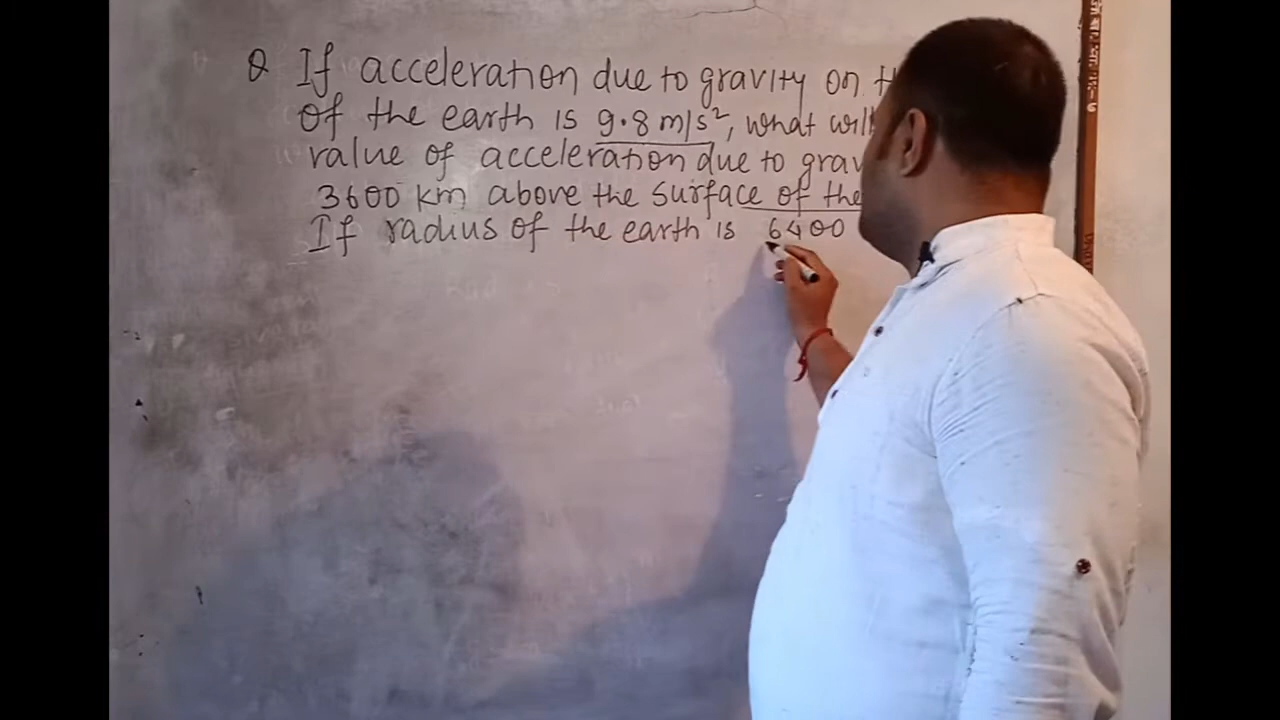 Q If acceleration due to gravity on
of the earth is 9.8 m/s², what will
value of acceleration due to grav
3600 km above the surface of the
If radius of the earth is 6400